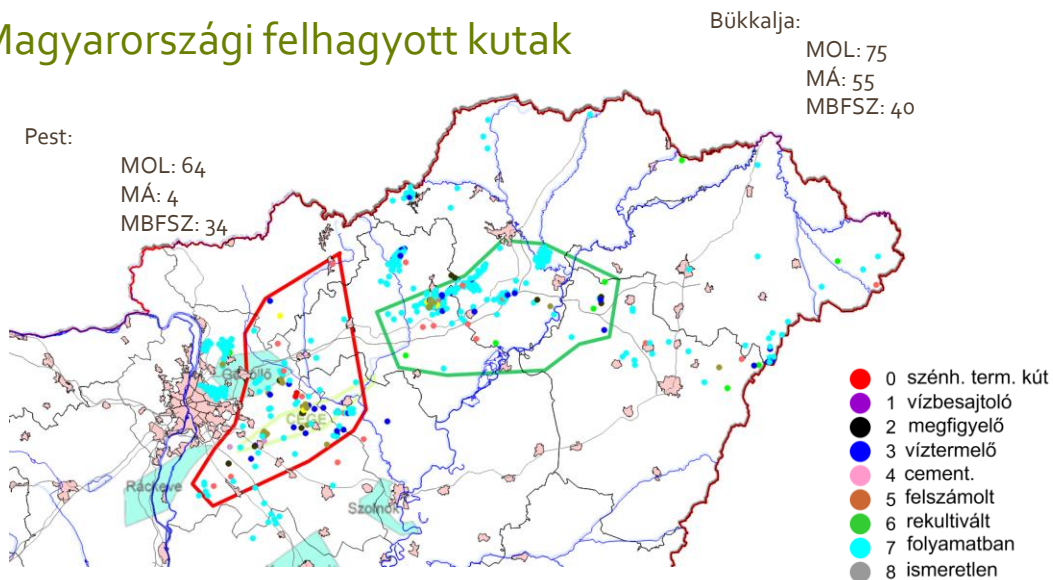 Magyarországi felhagyott kutak
Bükkalja:
MOL: 75
MÁ: 55
MBFSZ: 40
Pest:
MOL: 64
MÁ: 4
MBFSZ: 34
Gödöllő
CEGE
Ráckeve
Szolnok
0 szénh. term. kút
1 vízbesajtoló
2 megfigyelő
3 víztermelő
4 cement.
5 felszámolt
6 rekultivált
7 folyamatban
8 ismeretlen